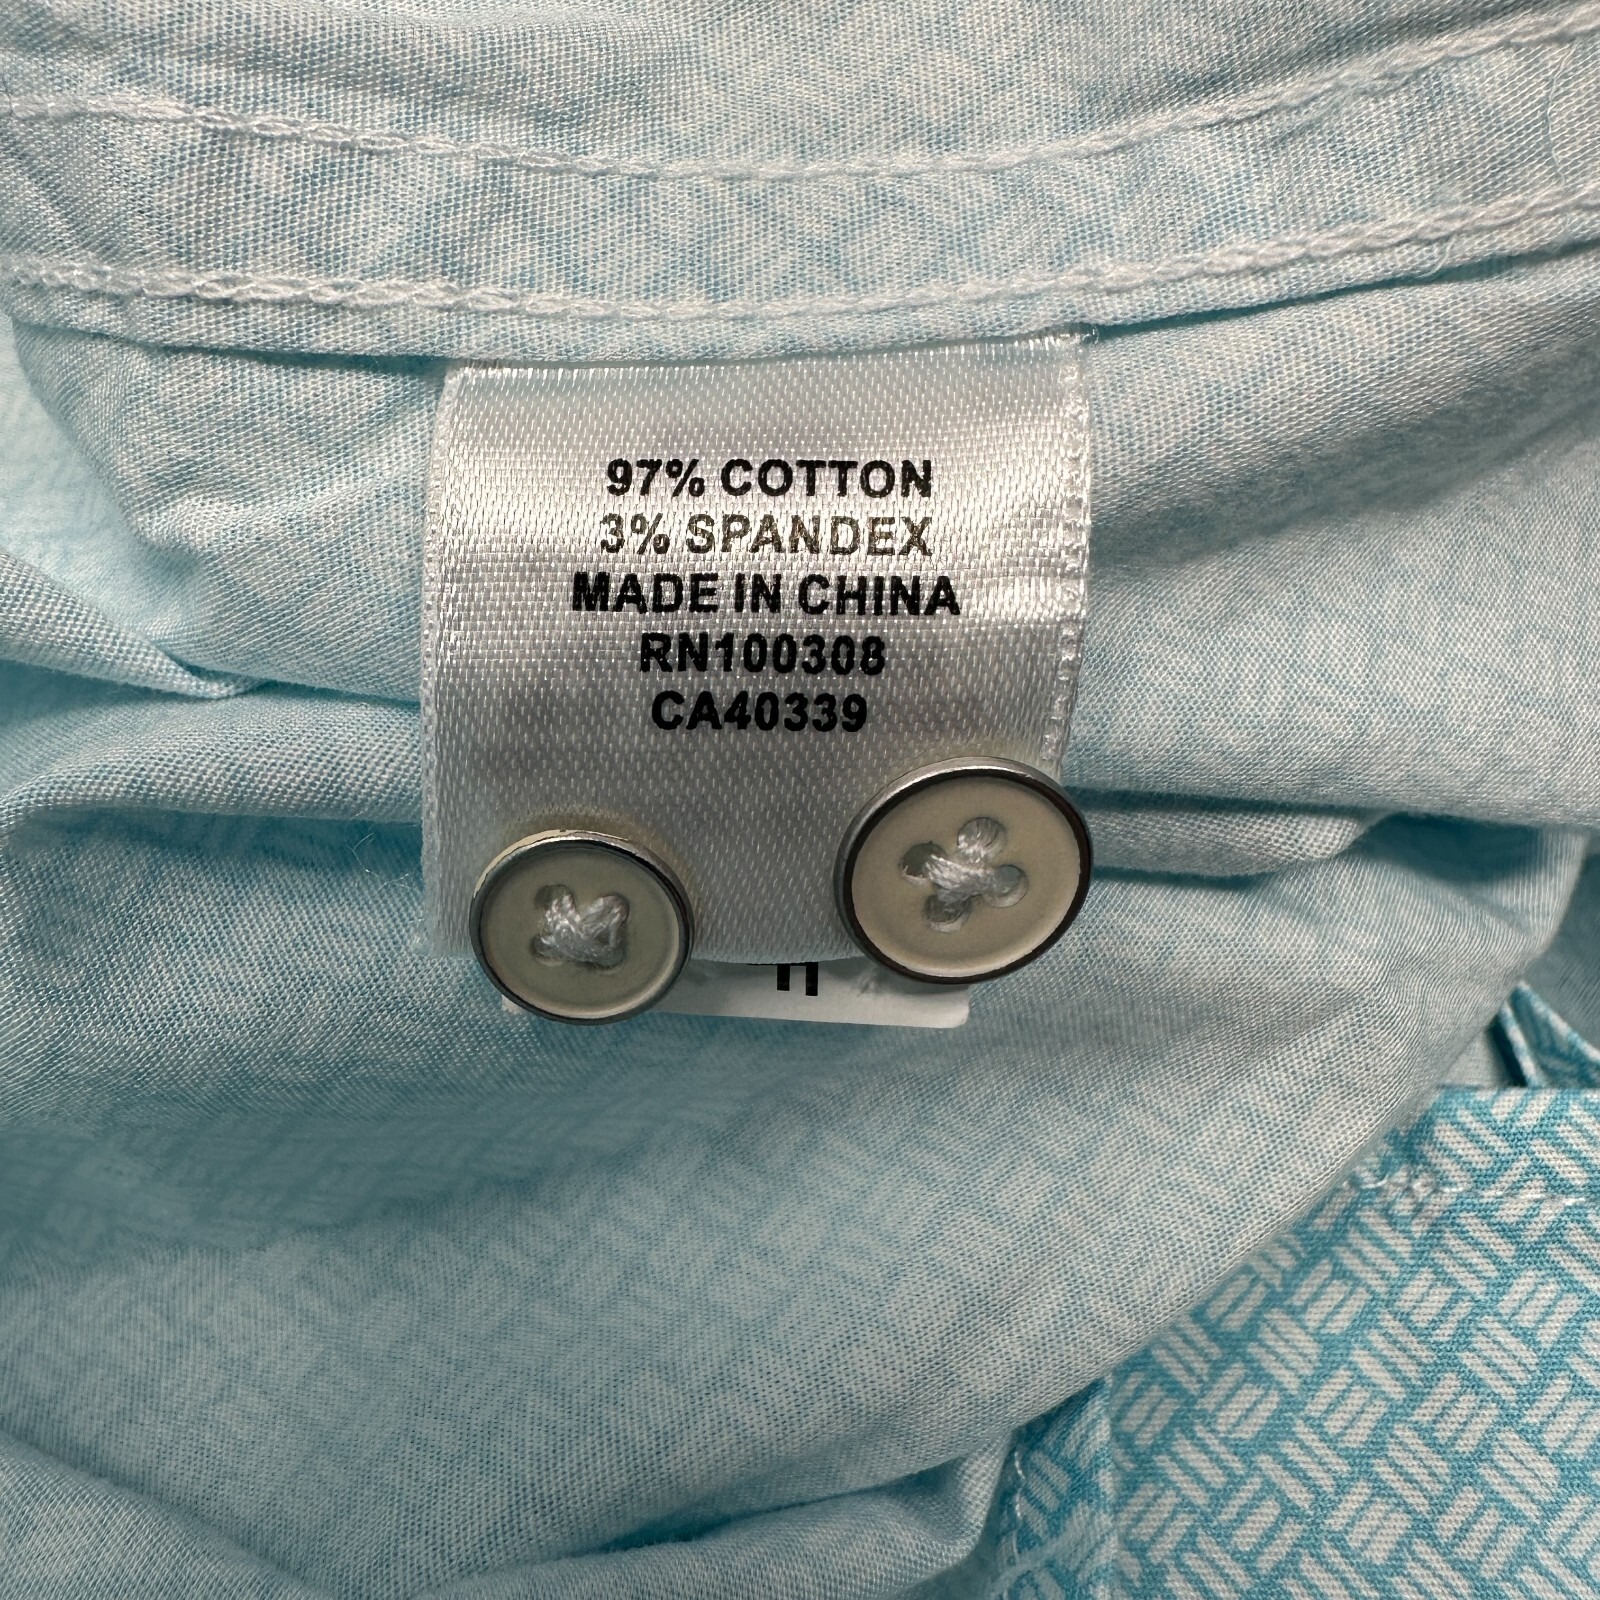 97% COTTON
3% SPANDEX
MADE IN CHINA
RN100308
CA40339